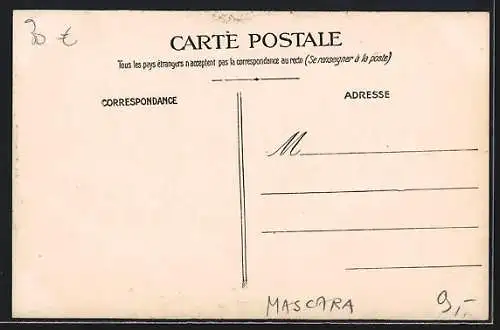 30 €
CARTE POSTALE
Tous les pays étrangers n'acceptent pas la correspondance au recto (Se renseigner à la poste)
CORRESPONDANCE
ADRESSE
M
MASCARA 9,-